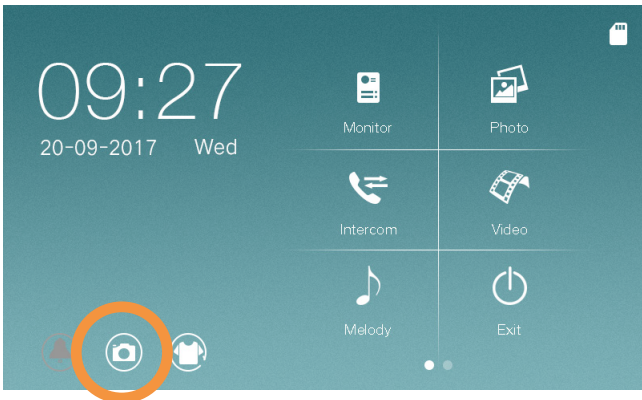 09:27
20-09-2017 Wed
Monitor
Photo
Intercom
Video
Melody
Exit